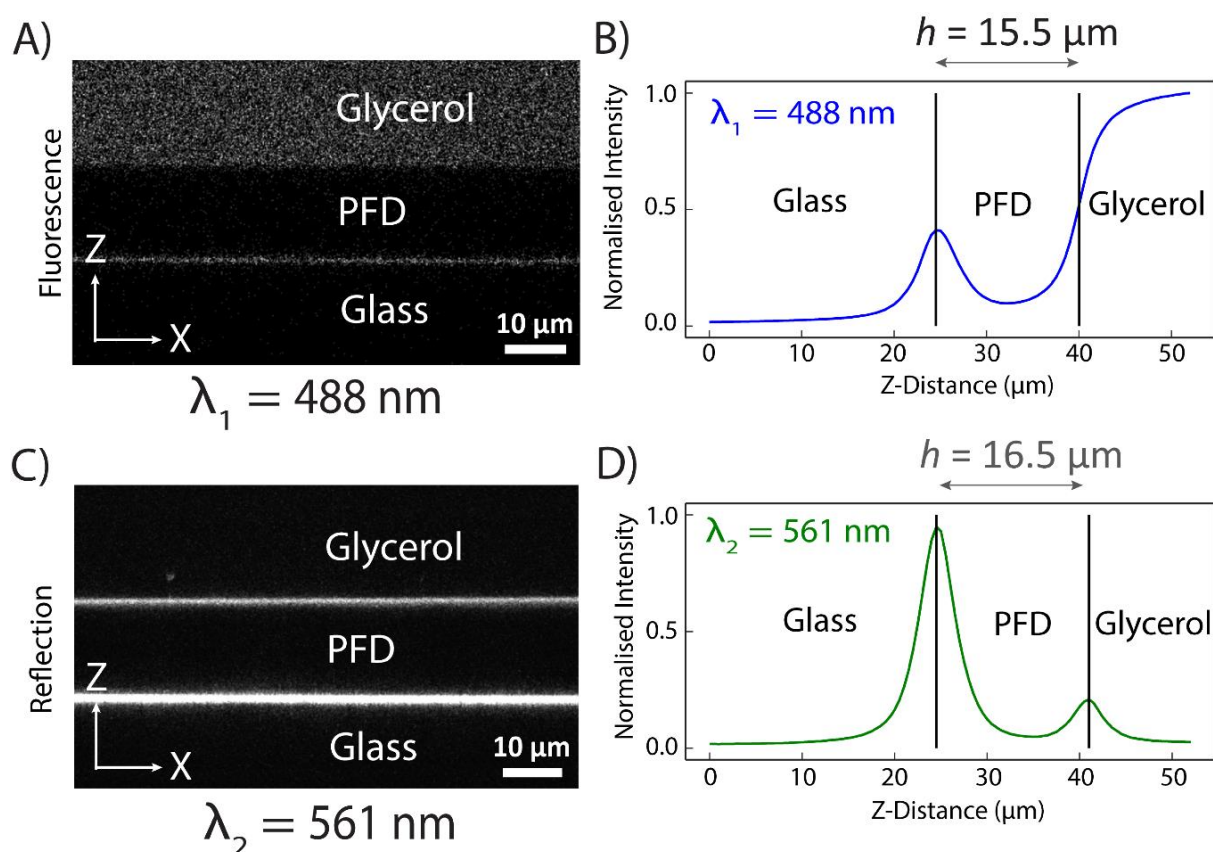 A)
Fluorescence
Glycerol
PFD
Z
Glass
X
10 µm
λ₁ = 488 nm
B)
h = 15.5 µm
λ₁ = 488 nm
Normalised Intensity
1.0
0.5
0.0
Glass
PFD
Glycerol
0 10 20 30 40 50
Z-Distance (µm)
C)
Reflection
Glycerol
PFD
Z
Glass
X
10 µm
λ₂ = 561 nm
D)
h = 16.5 µm
λ₂ = 561 nm
Normalised Intensity
1.0
0.5
0.0
Glass
PFD
Glycerol
0 10 20 30 40 50
Z-Distance (µm)